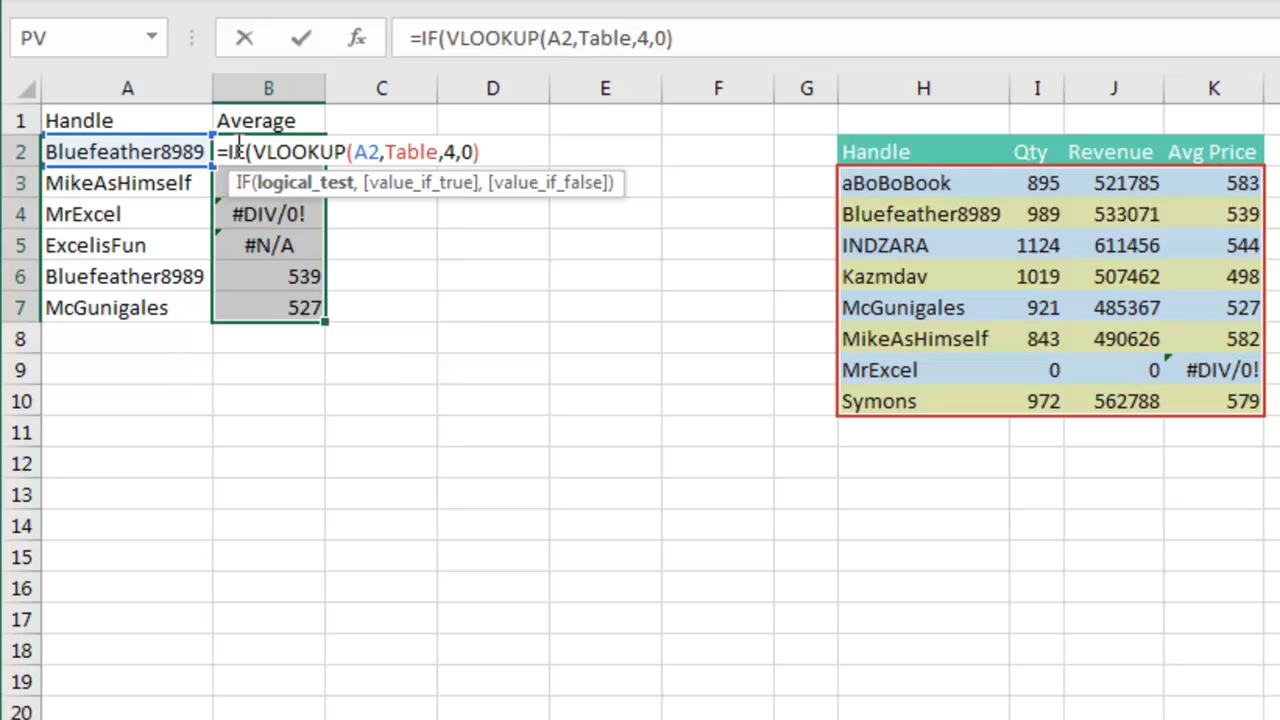 PV fx =IF(VLOOKUP(A2,Table,4,0)
A B C D E F G H I J K
1 Handle Average
2 Bluefeather8989 =IF(VLOOKUP(A2,Table,4,0) Handle Qty Revenue Avg Price
3 MikeAsHimself IF(logical_test, [value_if_true], [value_if_false]) aBoBoBook 895 521785 583
4 MrExcel #DIV/0! Bluefeather8989 989 533071 539
5 ExcelisFun #N/A INDZARA 1124 611456 544
6 Bluefeather8989 539 Kazmdav 1019 507462 498
7 McGunigales 527 McGunigales 921 485367 527
8 MikeAsHimself 843 490626 582
9 MrExcel 0 0 #DIV/0!
10 Symons 972 562788 579
11
12
13
14
15
16
17
18
19
20